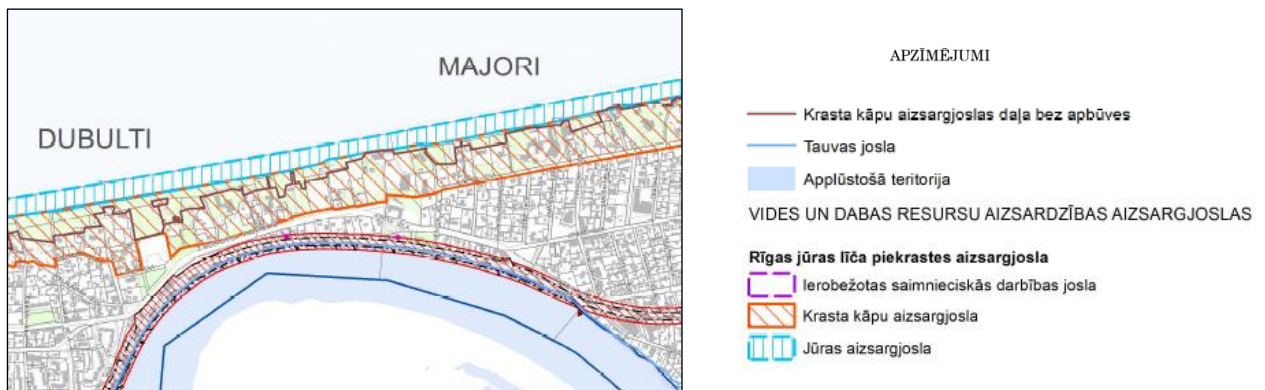 MAJORI
DUBULTI
APZĪMĒJUMI
Krasta kāpu aizsargjoslas daļa bez apbūves
Tauvas josla
Applūstošā teritorija
VIDES UN DABAS RESURSU AIZSARDZĪBAS AIZSARGJOSLAS
Rīgas jūras līča piekrastes aizsargjosla
Ierobežotas saimnieciskās darbības josla
Krasta kāpu aizsargjosla
Jūras aizsargjosla